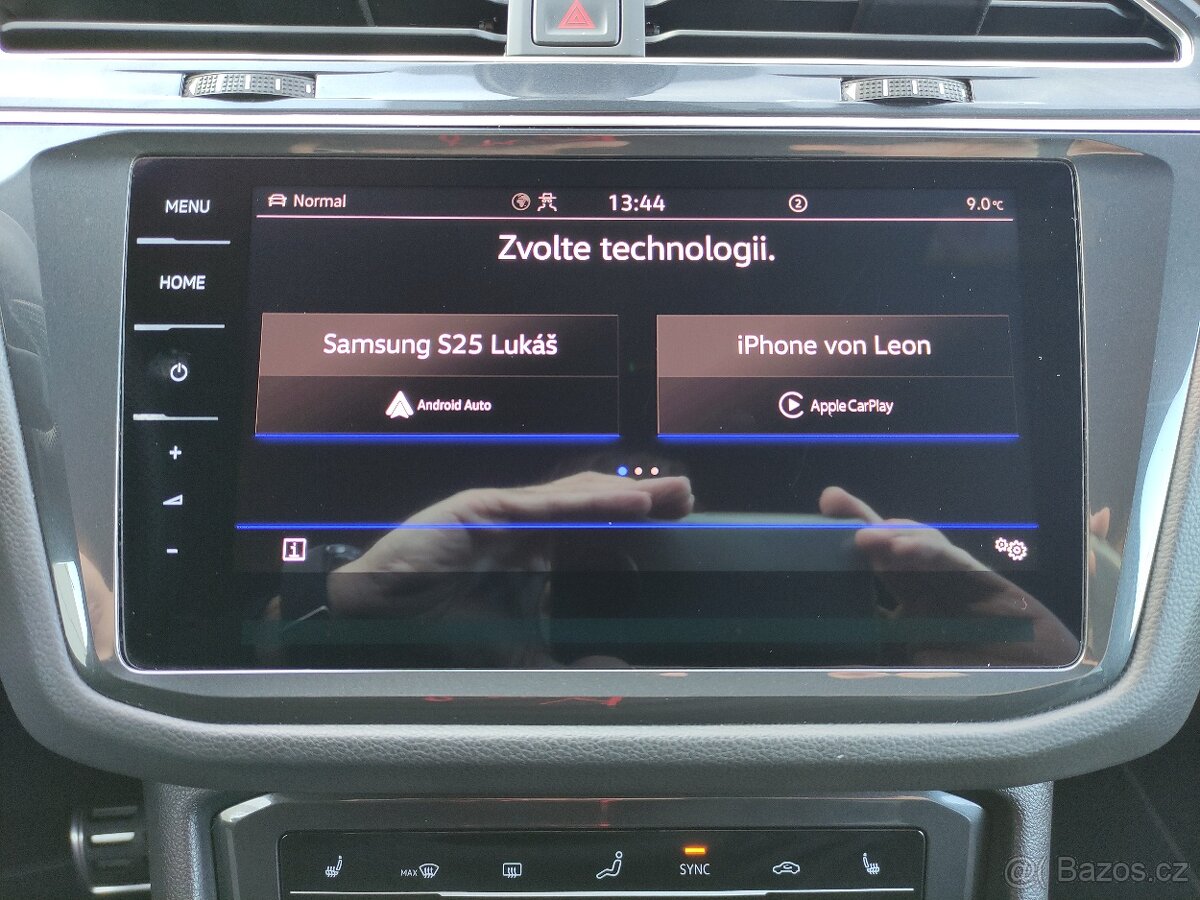 MENU
HOME
Normal
13:44
2
9.0°C
Zvolte technologii.
Samsung S25 Lukáš
Android Auto
iPhone von Leon
Apple CarPlay
+
-
MAX
SYNC
Bazos.cz